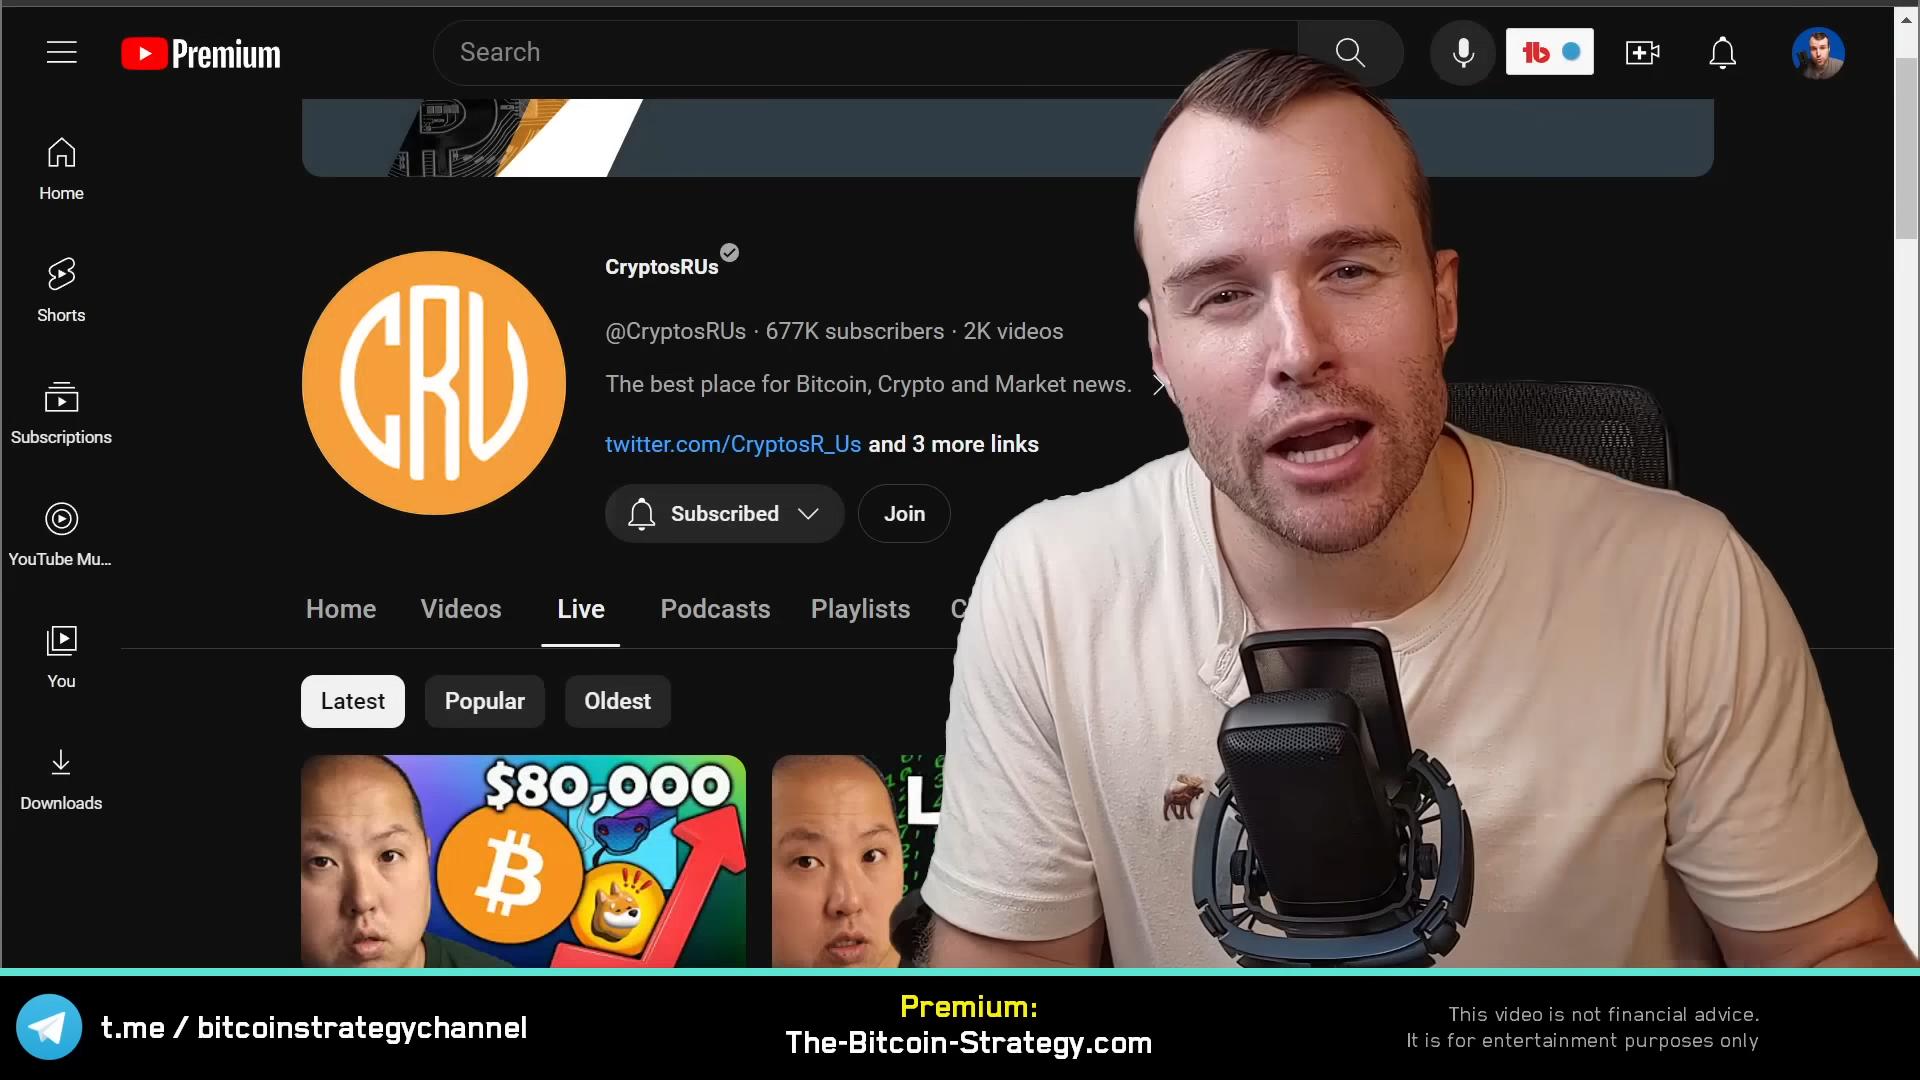 Premium
Search
Home
Shorts
Subscriptions
YouTube Mu...
You
Downloads
CryptosRUs
@CryptosRUs · 677K subscribers · 2K videos
The best place for Bitcoin, Crypto and Market news.
twitter.com/CryptosR_Us and 3 more links
Subscribed
Join
Home Videos Live Podcasts Playlists
Latest Popular Oldest
CRU
$80,000
t.me / bitcoinstrategychannel
Premium:
The-Bitcoin-Strategy.com
This video is not financial advice.
It is for entertainment purposes only